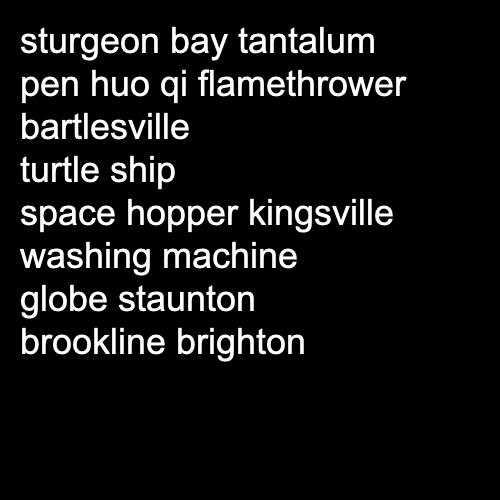 sturgeon bay tantalum
pen huo qi flamethrower
bartlesville
turtle ship
space hopper kingsville
washing machine
globe staunton
brookline brighton